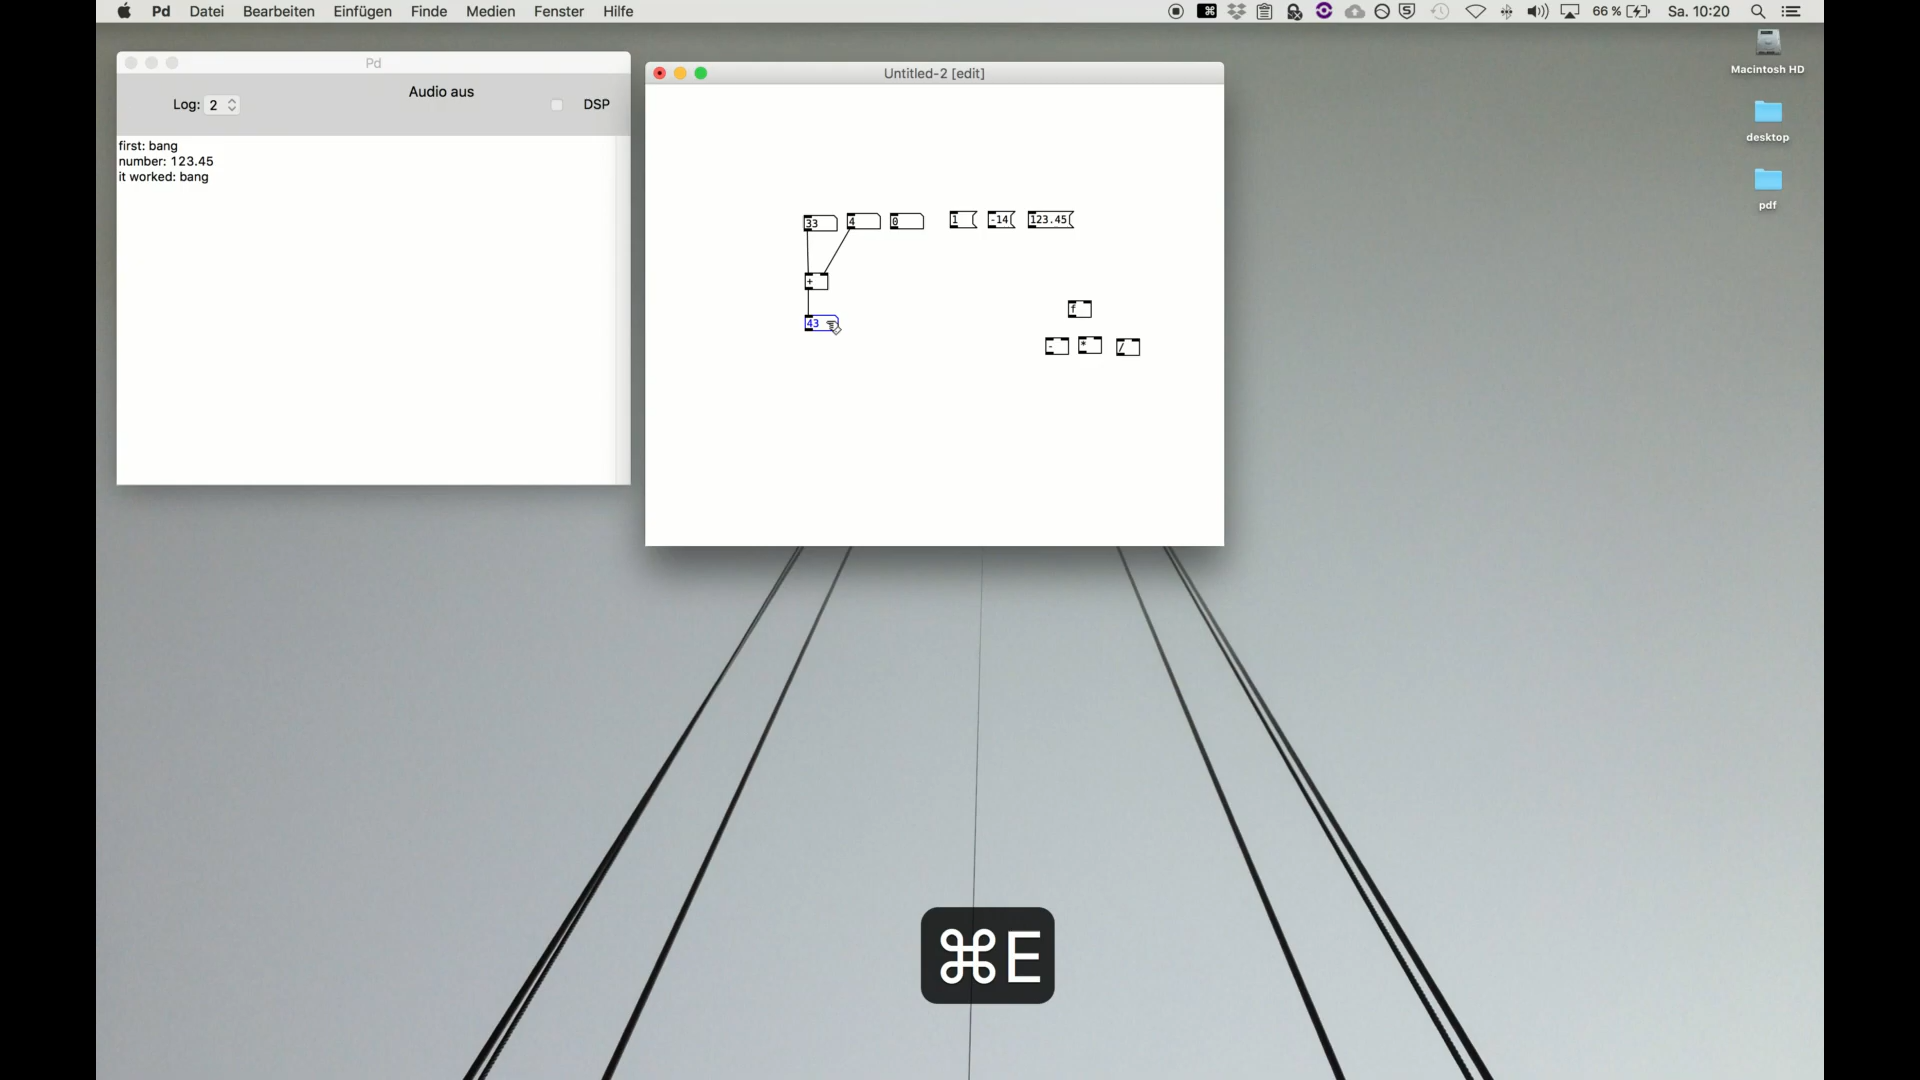 Pd Datei Bearbeiten Einfügen Finde Medien Fenster Hilfe
66 % Sa. 10:20
Macintosh HD
desktop
pdf
Pd
Audio aus
Log: 2
DSP
first: bang
number: 123.45
it worked: bang
Untitled-2 [edit]
33 4 0 1 -14 123.45
+
f
43
- * /
⌘E